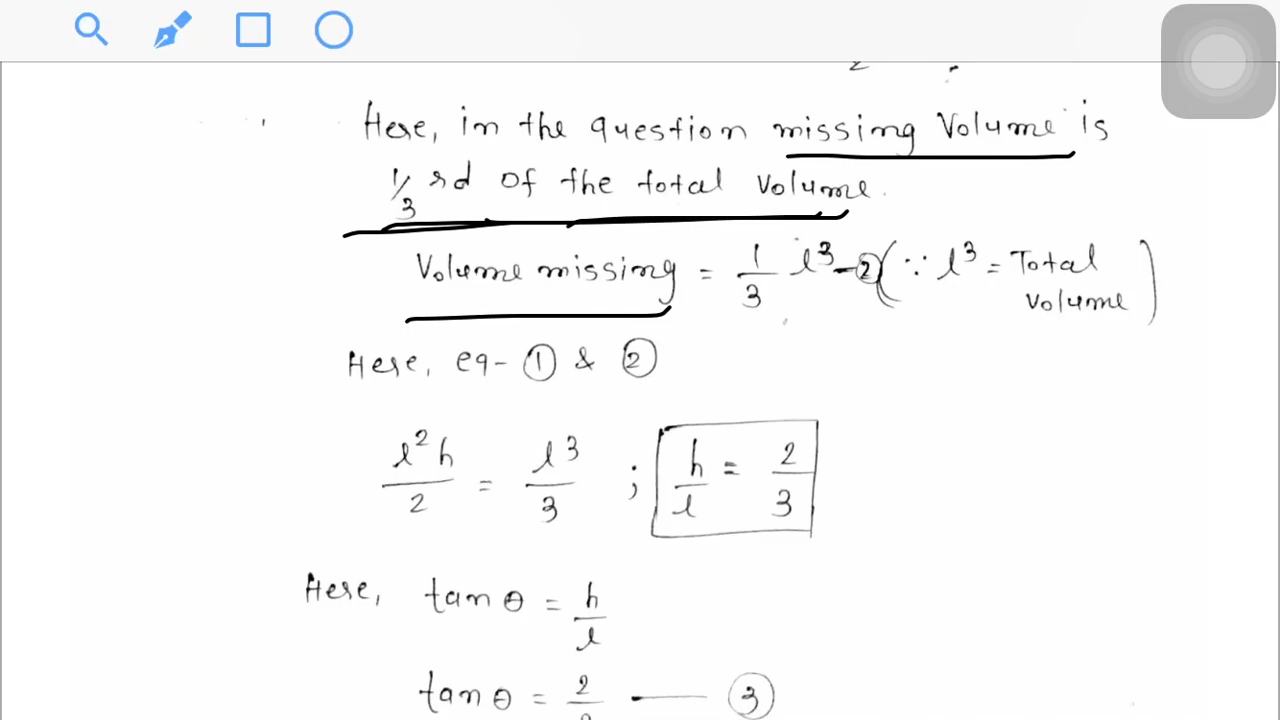 Here, in the question missing Volume is
1/3 rd of the total Volume.
Volume missing = 1/3 l³ - ② (∵ l³ = Total volume)
Here, eq- ① & ②
l²h/2 = l³/3 ; h/l = 2/3
Here, tan θ = h/l
tan θ = 2/ — ③